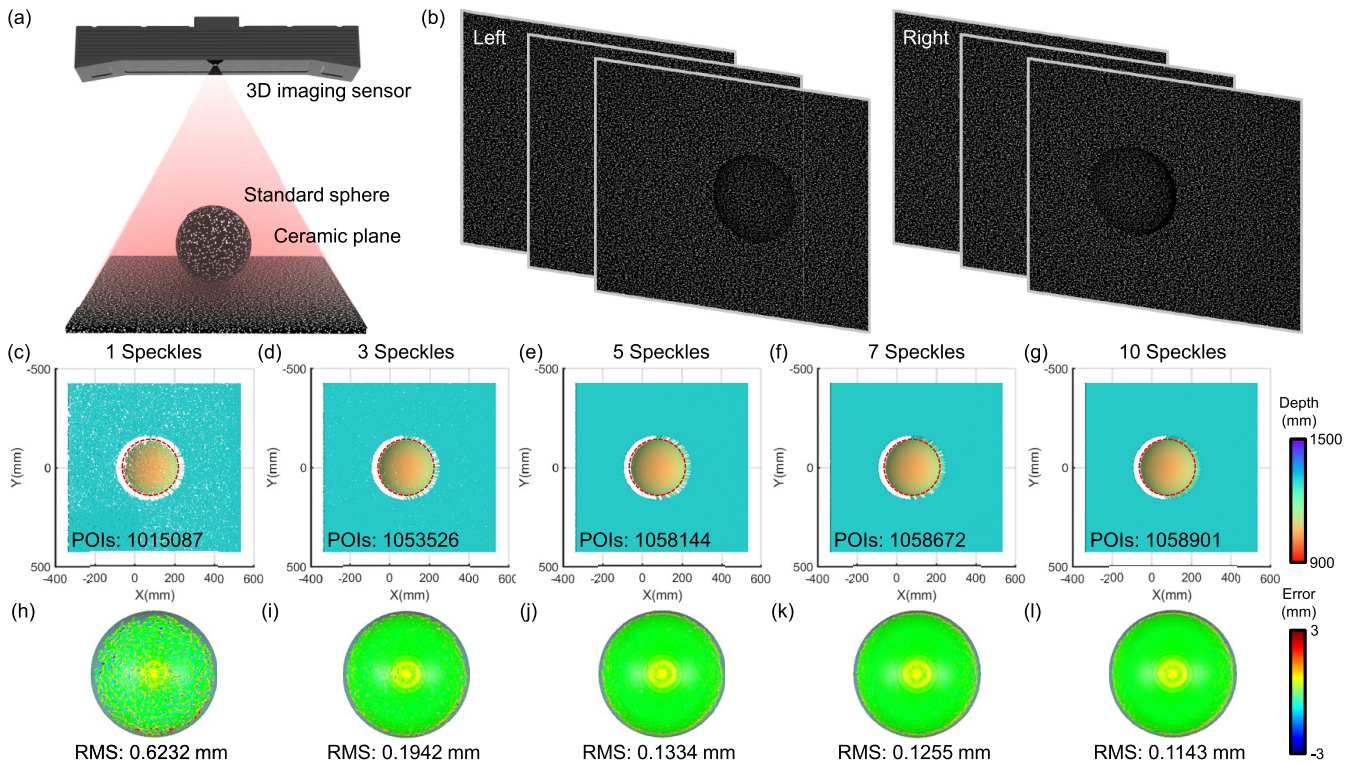 (a)
3D imaging sensor
Standard sphere
Ceramic plane
(b)
Left
Right
(c) 1 Speckles
(d) 3 Speckles
(e) 5 Speckles
(f) 7 Speckles
(g) 10 Speckles
-500
0
500
Y(mm)
POIs: 1015087
-400 -200 0 200 400 600
X(mm)
-500
0
500
Y(mm)
POIs: 1053526
-400 -200 0 200 400 600
X(mm)
-500
0
500
Y(mm)
POIs: 1058144
-400 -200 0 200 400 600
X(mm)
-500
0
500
Y(mm)
POIs: 1058672
-400 -200 0 200 400 600
X(mm)
-500
0
500
Y(mm)
POIs: 1058901
-400 -200 0 200 400 600
X(mm)
Depth
(mm)
1500
900
(h)
RMS: 0.6232 mm
(i)
RMS: 0.1942 mm
(j)
RMS: 0.1334 mm
(k)
RMS: 0.1255 mm
(l)
RMS: 0.1143 mm
Error
(mm)
3
-3